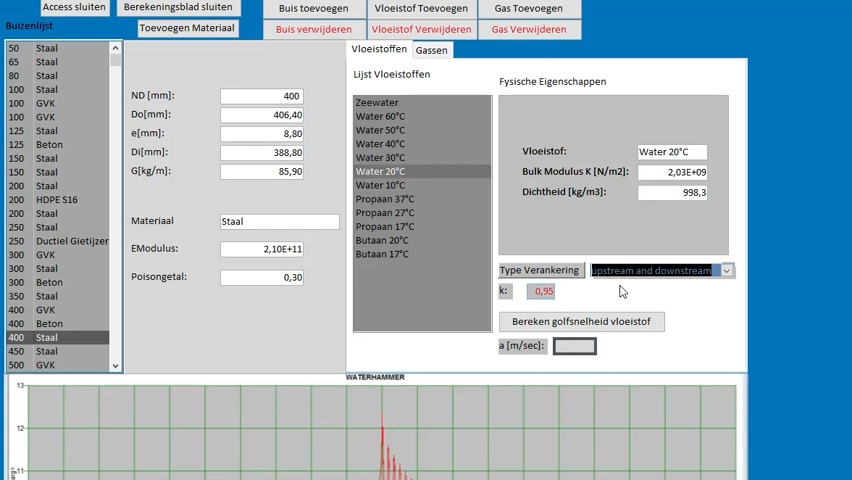 Access sluiten
Berekeningsblad sluiten
Buis toevoegen
Vloeistof Toevoegen
Gas Toevoegen
Buizenlijst
Toevoegen Materiaal
Buis verwijderen
Vloeistof Verwijderen
Gas Verwijderen
50 Staal
65 Staal
80 Staal
100 Staal
100 GVK
100 GVK
125 Staal
125 Beton
150 Staal
150 Staal
200 Staal
200 HDPE S16
200 Staal
250 Staal
250 Ductiel Gietijzer
300 GVK
300 Staal
300 Beton
350 Staal
400 GVK
400 Beton
400 Staal
450 Staal
500 GVK
ND [mm]: 400
Do[mm]: 406,40
e[mm]: 8,80
Di[mm]: 388,80
G[kg/m]: 85,90
Materiaal Staal
EModulus: 2,10E+11
Poisongetal: 0,30
Vloeistoffen
Gassen
Lijst Vloeistoffen
Zeewater
Water 60°C
Water 50°C
Water 40°C
Water 30°C
Water 20°C
Water 10°C
Propaan 37°C
Propaan 27°C
Propaan 17°C
Butaan 20°C
Butaan 17°C
Fysische Eigenschappen
Vloeistof: Water 20°C
Bulk Modulus K [N/m2]: 2,03E+09
Dichtheid [kg/m3]: 998,3
Type Verankering upstream and downstream
k: 0,95
Bereken golfsnelheid vloeistof
a [m/sec]:
WATERHAMMER
13
12
11